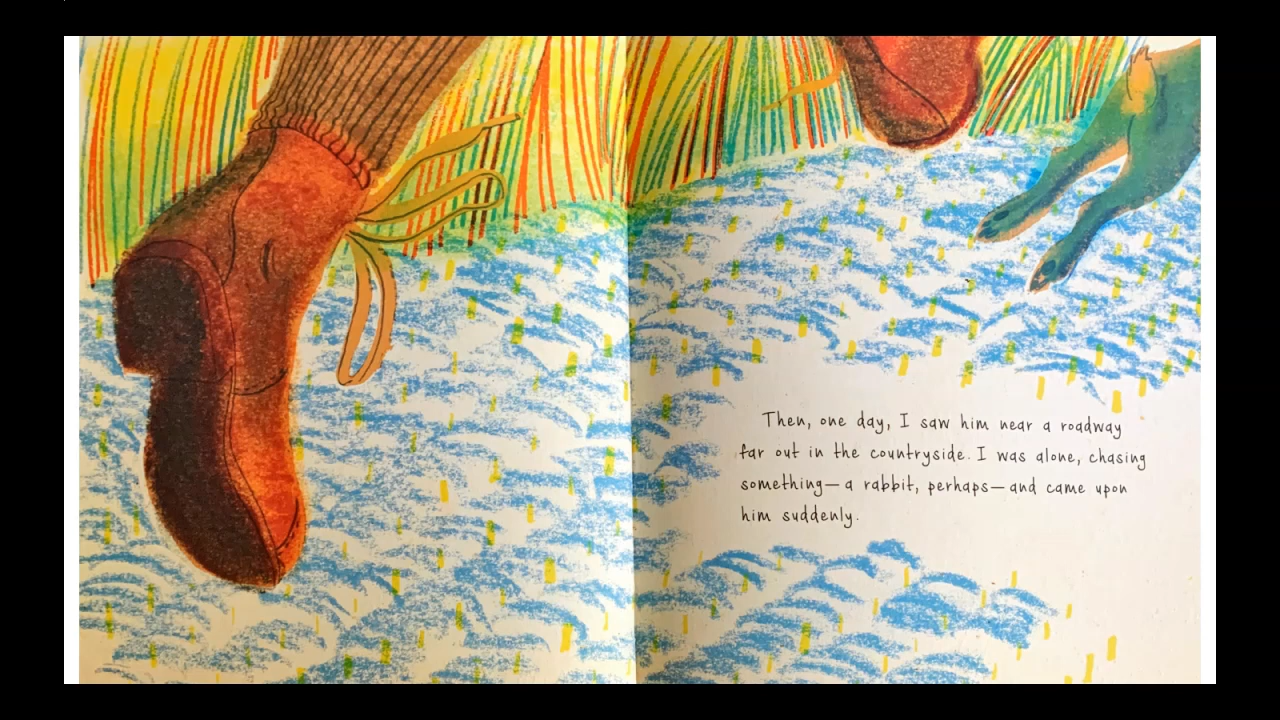 Then, one day, I saw him near a roadway
far out in the countryside. I was alone, chasing
something—a rabbit, perhaps—and came upon
him suddenly.